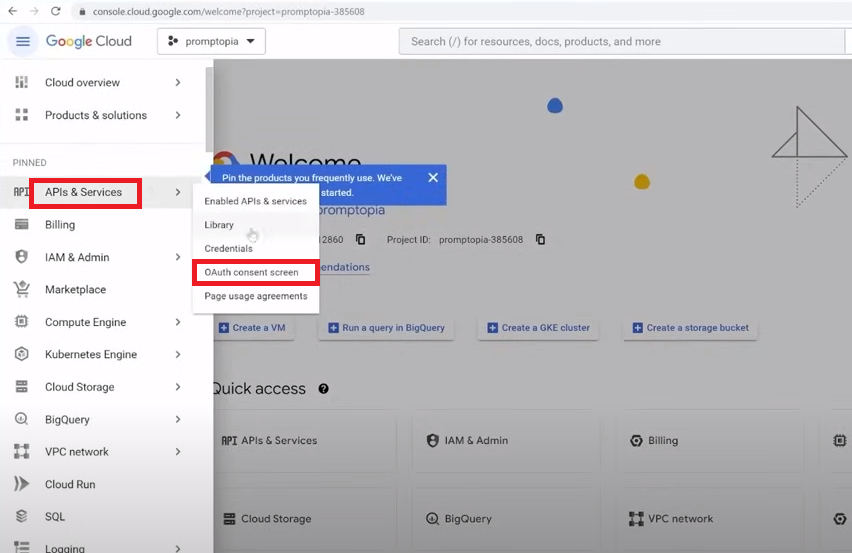 console.cloud.google.com/welcome?project=promptopia-385608
Google Cloud
promptopia
Search (/) for resources, docs, products, and more
Cloud overview
Products & solutions
PINNED
API APIs & Services
Billing
IAM & Admin
Marketplace
Compute Engine
Kubernetes Engine
Cloud Storage
BigQuery
VPC network
Cloud Run
SQL
Logging
Enabled APIs & services
Library
Credentials
OAuth consent screen
Page usage agreements
Welcome
Pin the products you frequently use. We've
started.
promptopia
12860
Project ID: promptopia-385608
endations
Create a VM
Run a query in BigQuery
Create a GKE cluster
Create a storage bucket
Quick access
API APIs & Services
IAM & Admin
Billing
Cloud Storage
BigQuery
VPC network